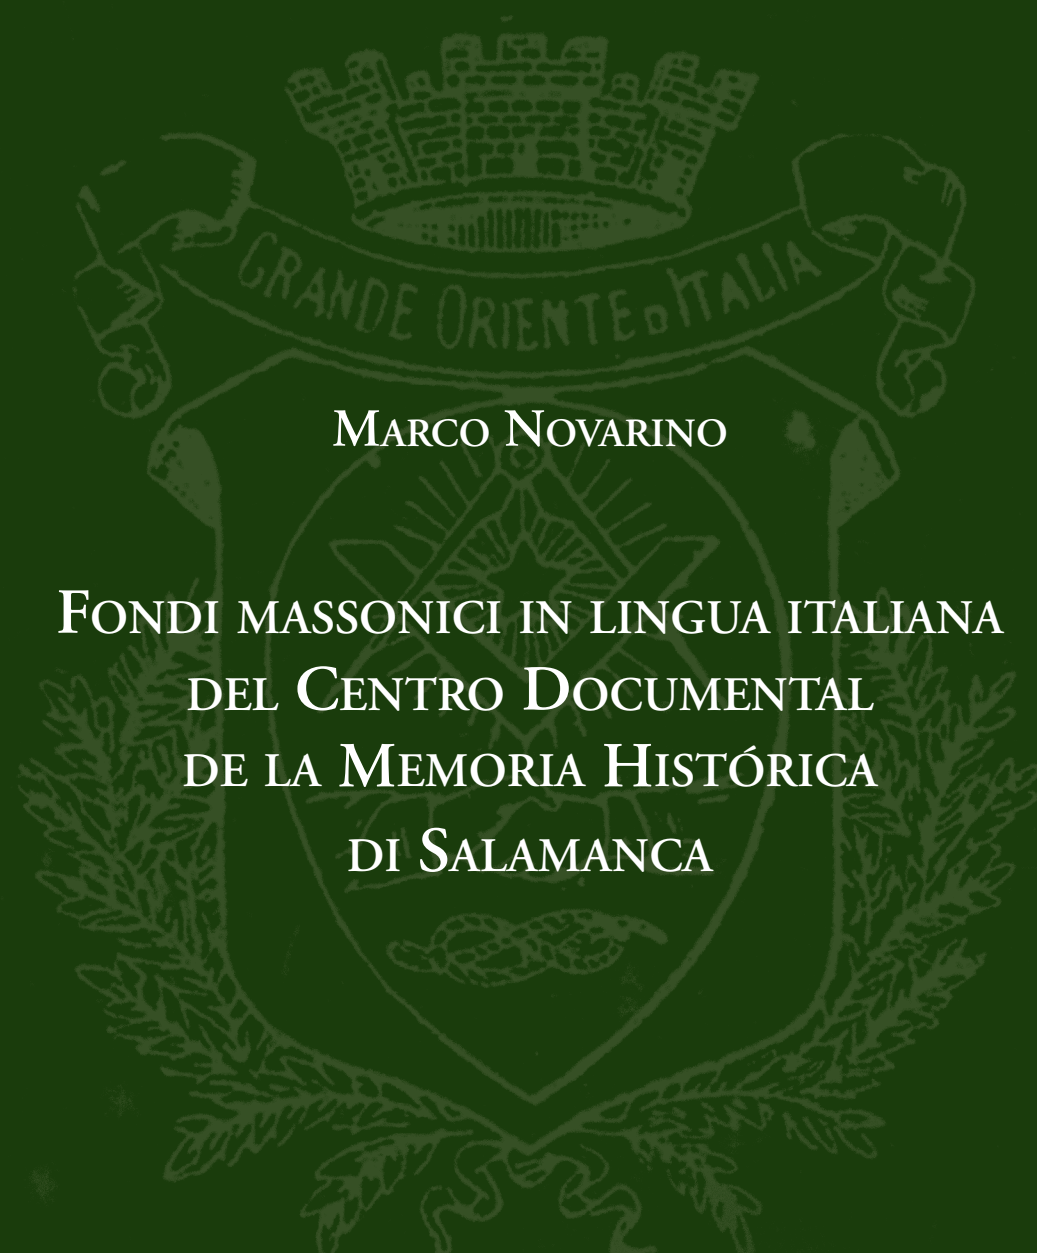 GRANDE ORIENTE D'ITALIA
MARCO NOVARINO
FONDI MASSONICI IN LINGUA ITALIANA
DEL CENTRO DOCUMENTAL
DE LA MEMORIA HISTÓRICA
DI SALAMANCA